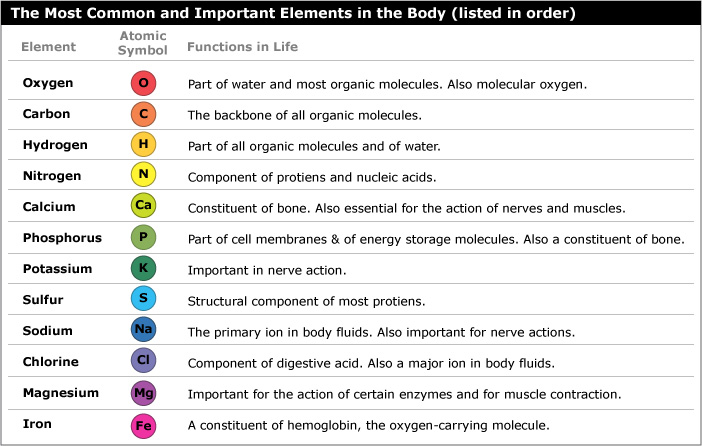 The Most Common and Important Elements in the Body (listed in order)
Element Atomic Symbol Functions in Life
Oxygen O Part of water and most organic molecules. Also molecular oxygen.
Carbon C The backbone of all organic molecules.
Hydrogen H Part of all organic molecules and of water.
Nitrogen N Component of protiens and nucleic acids.
Calcium Ca Constituent of bone. Also essential for the action of nerves and muscles.
Phosphorus P Part of cell membranes & of energy storage molecules. Also a constituent of bone.
Potassium K Important in nerve action.
Sulfur S Structural component of most protiens.
Sodium Na The primary ion in body fluids. Also important for nerve actions.
Chlorine Cl Component of digestive acid. Also a major ion in body fluids.
Magnesium Mg Important for the action of certain enzymes and for muscle contraction.
Iron Fe A constituent of hemoglobin, the oxygen-carrying molecule.